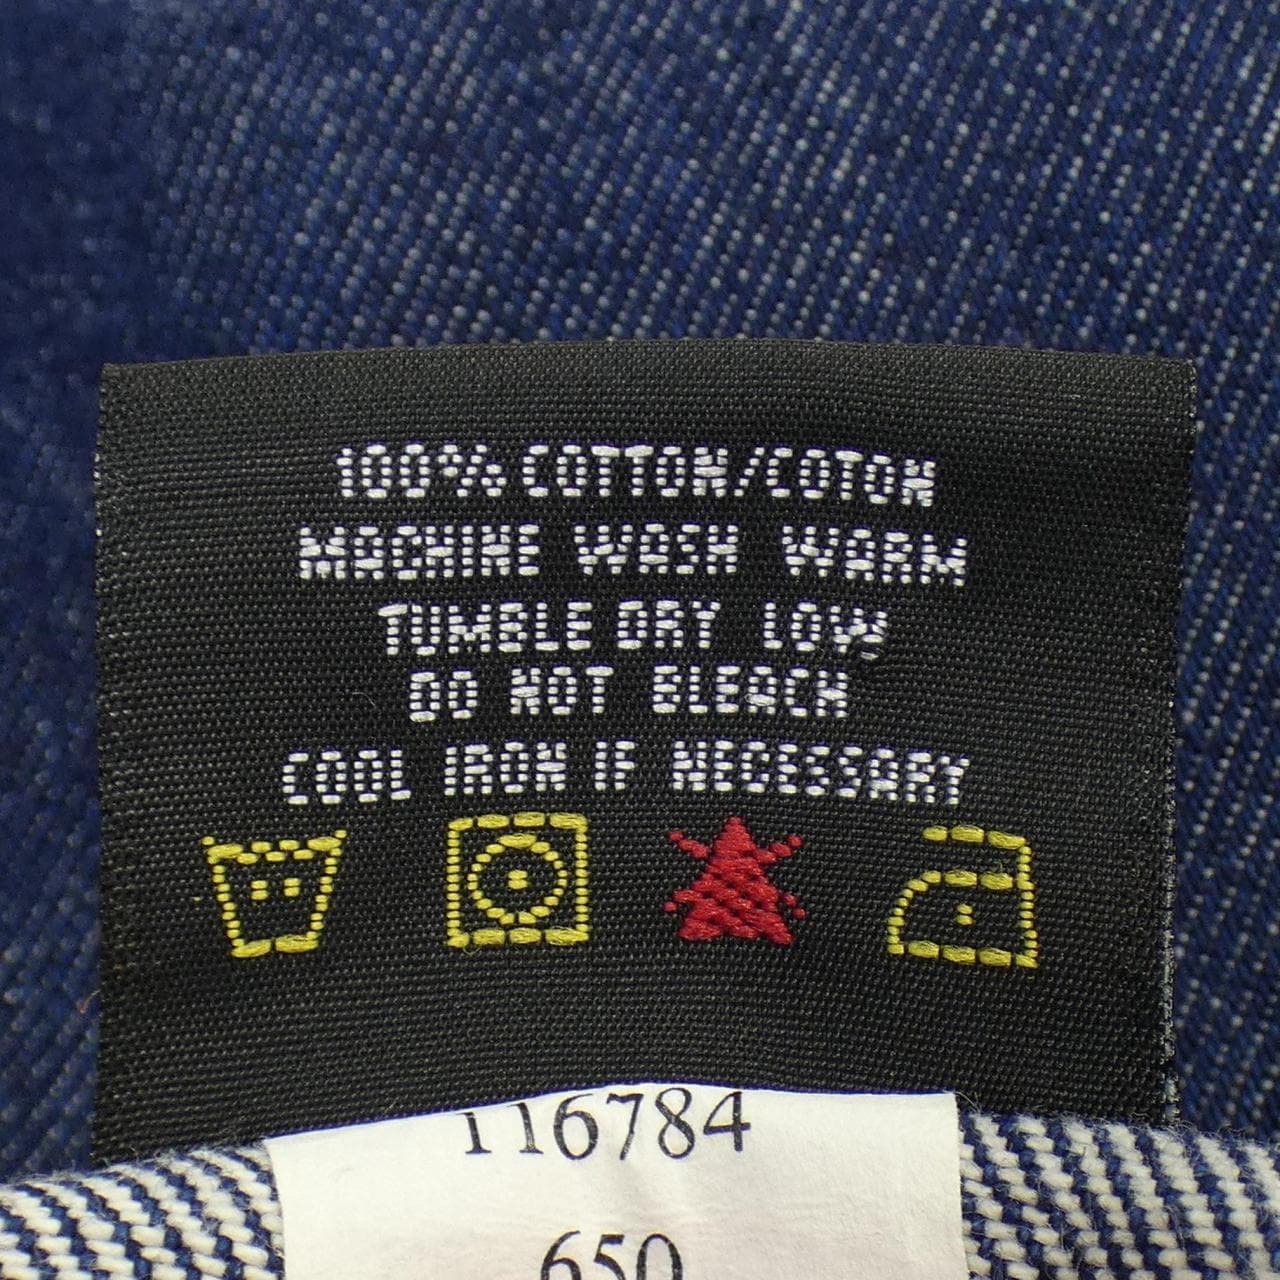 100% COTTON/COTON
MACHINE WASH WARM
TUMBLE DRY LOW
DO NOT BLEACH
COOL IRON IF NECESSARY
116784
650